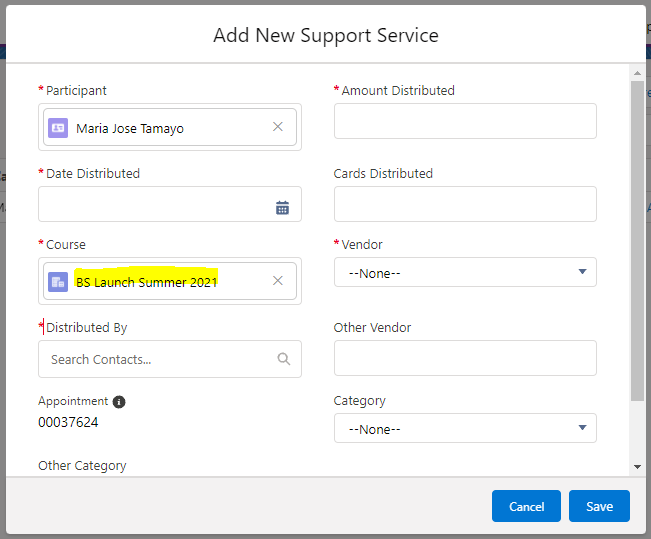 Add New Support Service
*Participant
Maria Jose Tamayo
*Amount Distributed
*Date Distributed
Cards Distributed
*Course
BS Launch Summer 2021
*Vendor
--None--
*Distributed By
Search Contacts...
Other Vendor
Appointment
00037624
Category
--None--
Other Category
Cancel
Save